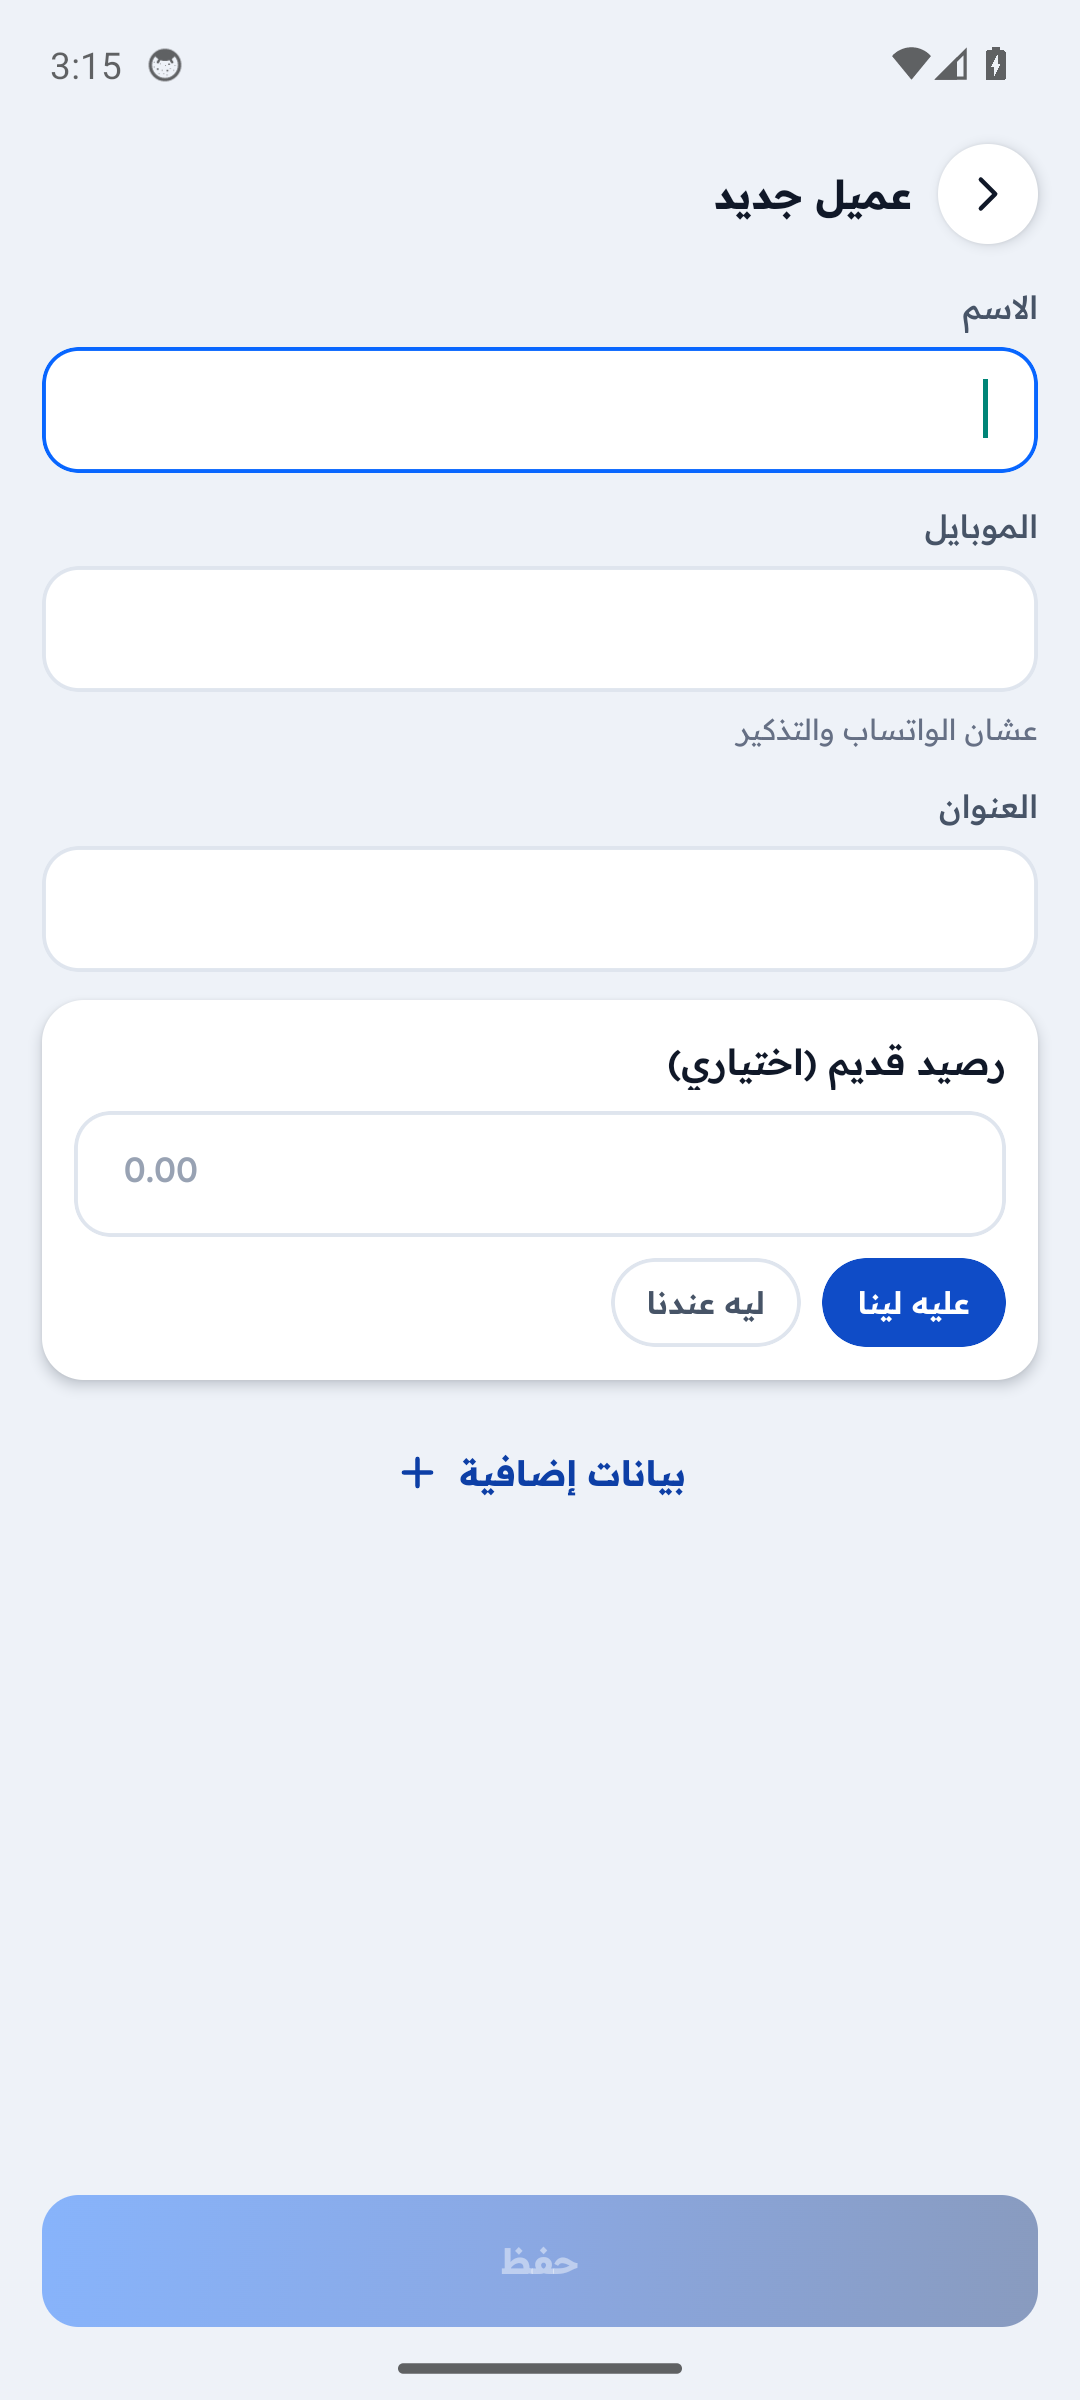 3:15
عميل جديد
الاسم
الموبايل
عشان الواتساب والتذكير
العنوان
رصيد قديم (اختياري)
0.00
عليه لينا
ليه عندنا
بيانات إضافية +
حفظ